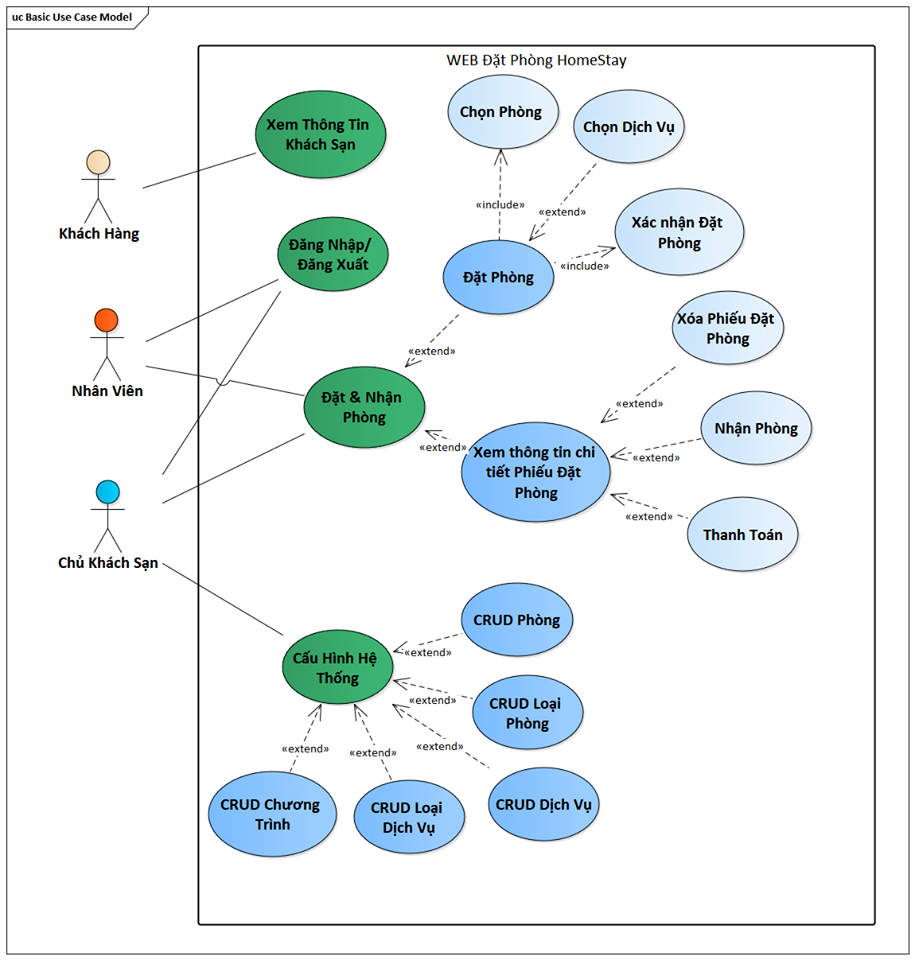 uc Basic Use Case Model
WEB Đặt Phòng HomeStay
Xem Thông Tin
Khách Sạn
Chọn Phòng
Chọn Dịch Vụ
Khách Hàng
«include»
«extend»
Xác nhận Đặt
Phòng
Đăng Nhập/
Đăng Xuất
Đặt Phòng
«include»
Xóa Phiếu Đặt
Phòng
Nhân Viên
«extend»
Đặt & Nhận
Phòng
«extend»
Nhận Phòng
«extend»
Xem thông tin chi
tiết Phiếu Đặt
Phòng
«extend»
«extend»
Thanh Toán
Chủ Khách Sạn
CRUD Phòng
«extend»
Cấu Hình Hệ
Thống
«extend»
CRUD Loại
Phòng
«extend»
«extend»
«extend»
CRUD Chương
Trình
CRUD Loại
Dịch Vụ
CRUD Dịch Vụ